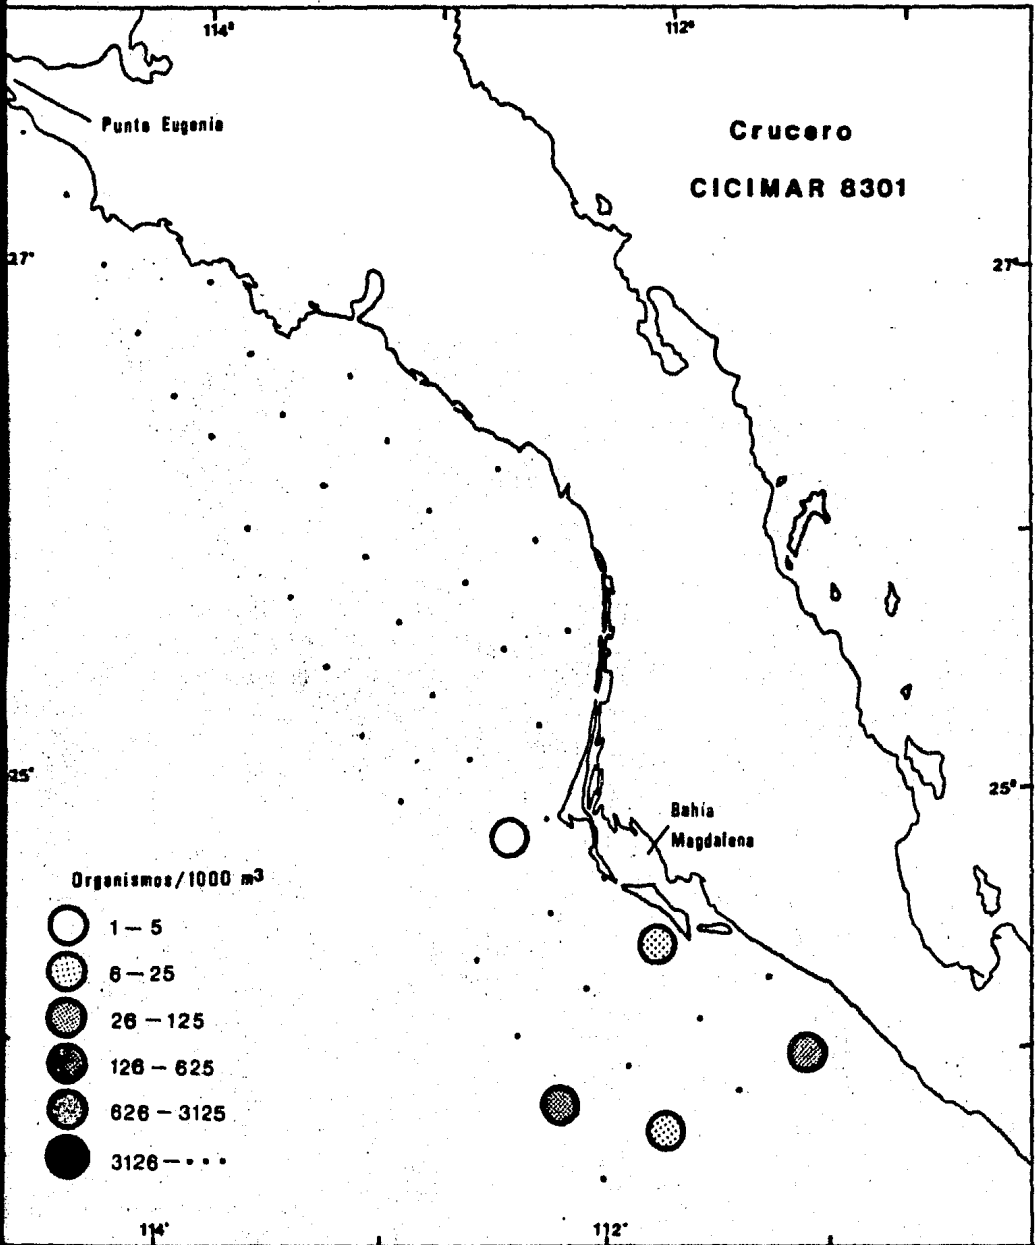 114°
112°
Punta Eugenia
Crucero
CICIMAR 8301
27°
27°
25°
25°
Bahía
Magdalena
Organismos/1000 m³
1 – 5
6 – 25
26 – 125
126 – 625
626 – 3125
3126 – • • •
114°
112°